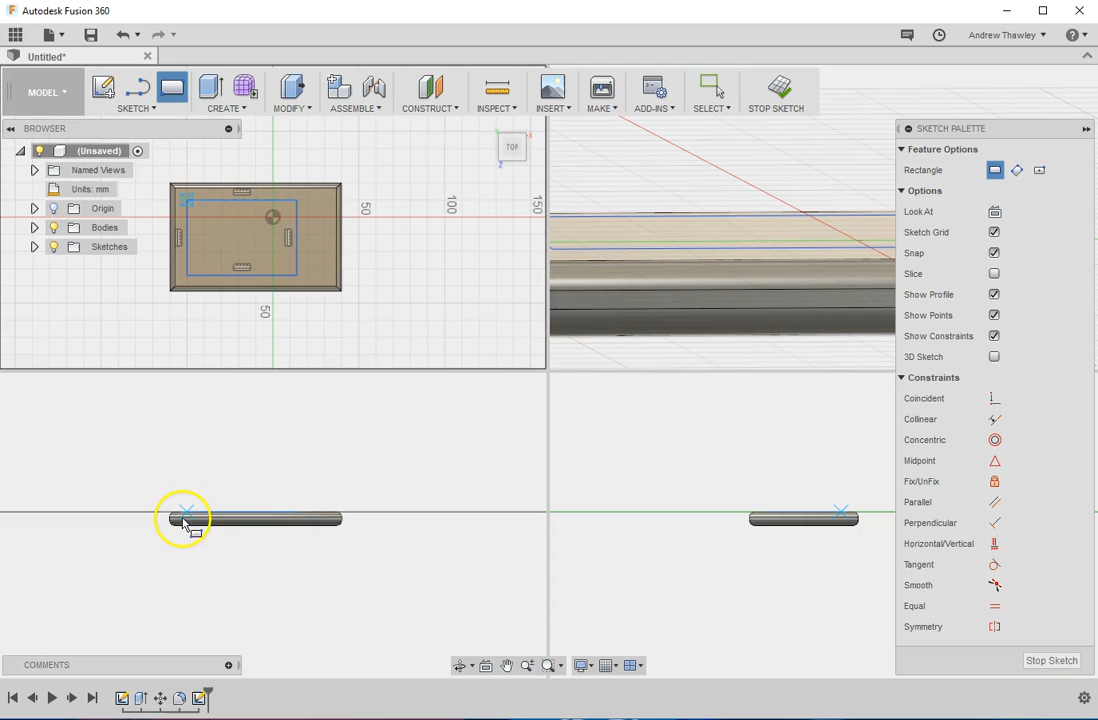 Autodesk Fusion 360
Andrew Thawley
Untitled*
MODEL
SKETCH
CREATE
MODIFY
ASSEMBLE
CONSTRUCT
INSPECT
INSERT
MAKE
ADD-INS
SELECT
STOP SKETCH
BROWSER
(Unsaved)
Named Views
Units: mm
Origin
Bodies
Sketches
TOP
X
Z
50
100
150
50
SKETCH PALETTE
Feature Options
Rectangle
Options
Look At
Sketch Grid
Snap
Slice
Show Profile
Show Points
Show Constraints
3D Sketch
Constraints
Coincident
Collinear
Concentric
Midpoint
Fix/UnFix
Parallel
Perpendicular
Horizontal/Vertical
Tangent
Smooth
Equal
Symmetry
Stop Sketch
COMMENTS